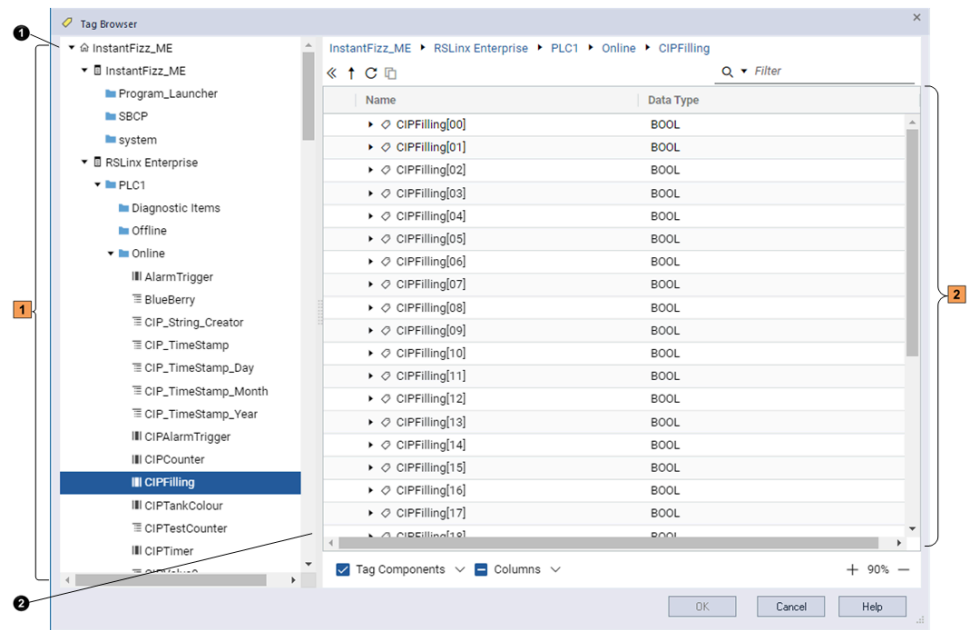 Tag Browser
1
InstantFizz_ME
InstantFizz_ME
Program_Launcher
SBCP
system
RSLinx Enterprise
PLC1
Diagnostic Items
Offline
Online
AlarmTrigger
BlueBerry
CIP_String_Creator
CIP_TimeStamp
CIP_TimeStamp_Day
CIP_TimeStamp_Month
CIP_TimeStamp_Year
CIPAlarmTrigger
CIPCounter
CIPFilling
CIPTankColour
CIPTestCounter
CIPTimer
1
2
InstantFizz_ME RSLinx Enterprise PLC1 Online CIPFilling
Filter
Name Data Type
CIPFilling[00] BOOL
CIPFilling[01] BOOL
CIPFilling[02] BOOL
CIPFilling[03] BOOL
CIPFilling[04] BOOL
CIPFilling[05] BOOL
CIPFilling[06] BOOL
CIPFilling[07] BOOL
CIPFilling[08] BOOL
CIPFilling[09] BOOL
CIPFilling[10] BOOL
CIPFilling[11] BOOL
CIPFilling[12] BOOL
CIPFilling[13] BOOL
CIPFilling[14] BOOL
CIPFilling[15] BOOL
CIPFilling[16] BOOL
CIPFilling[17] BOOL
CIPFilling[18] BOOL
2
Tag Components Columns + 90% −
OK Cancel Help